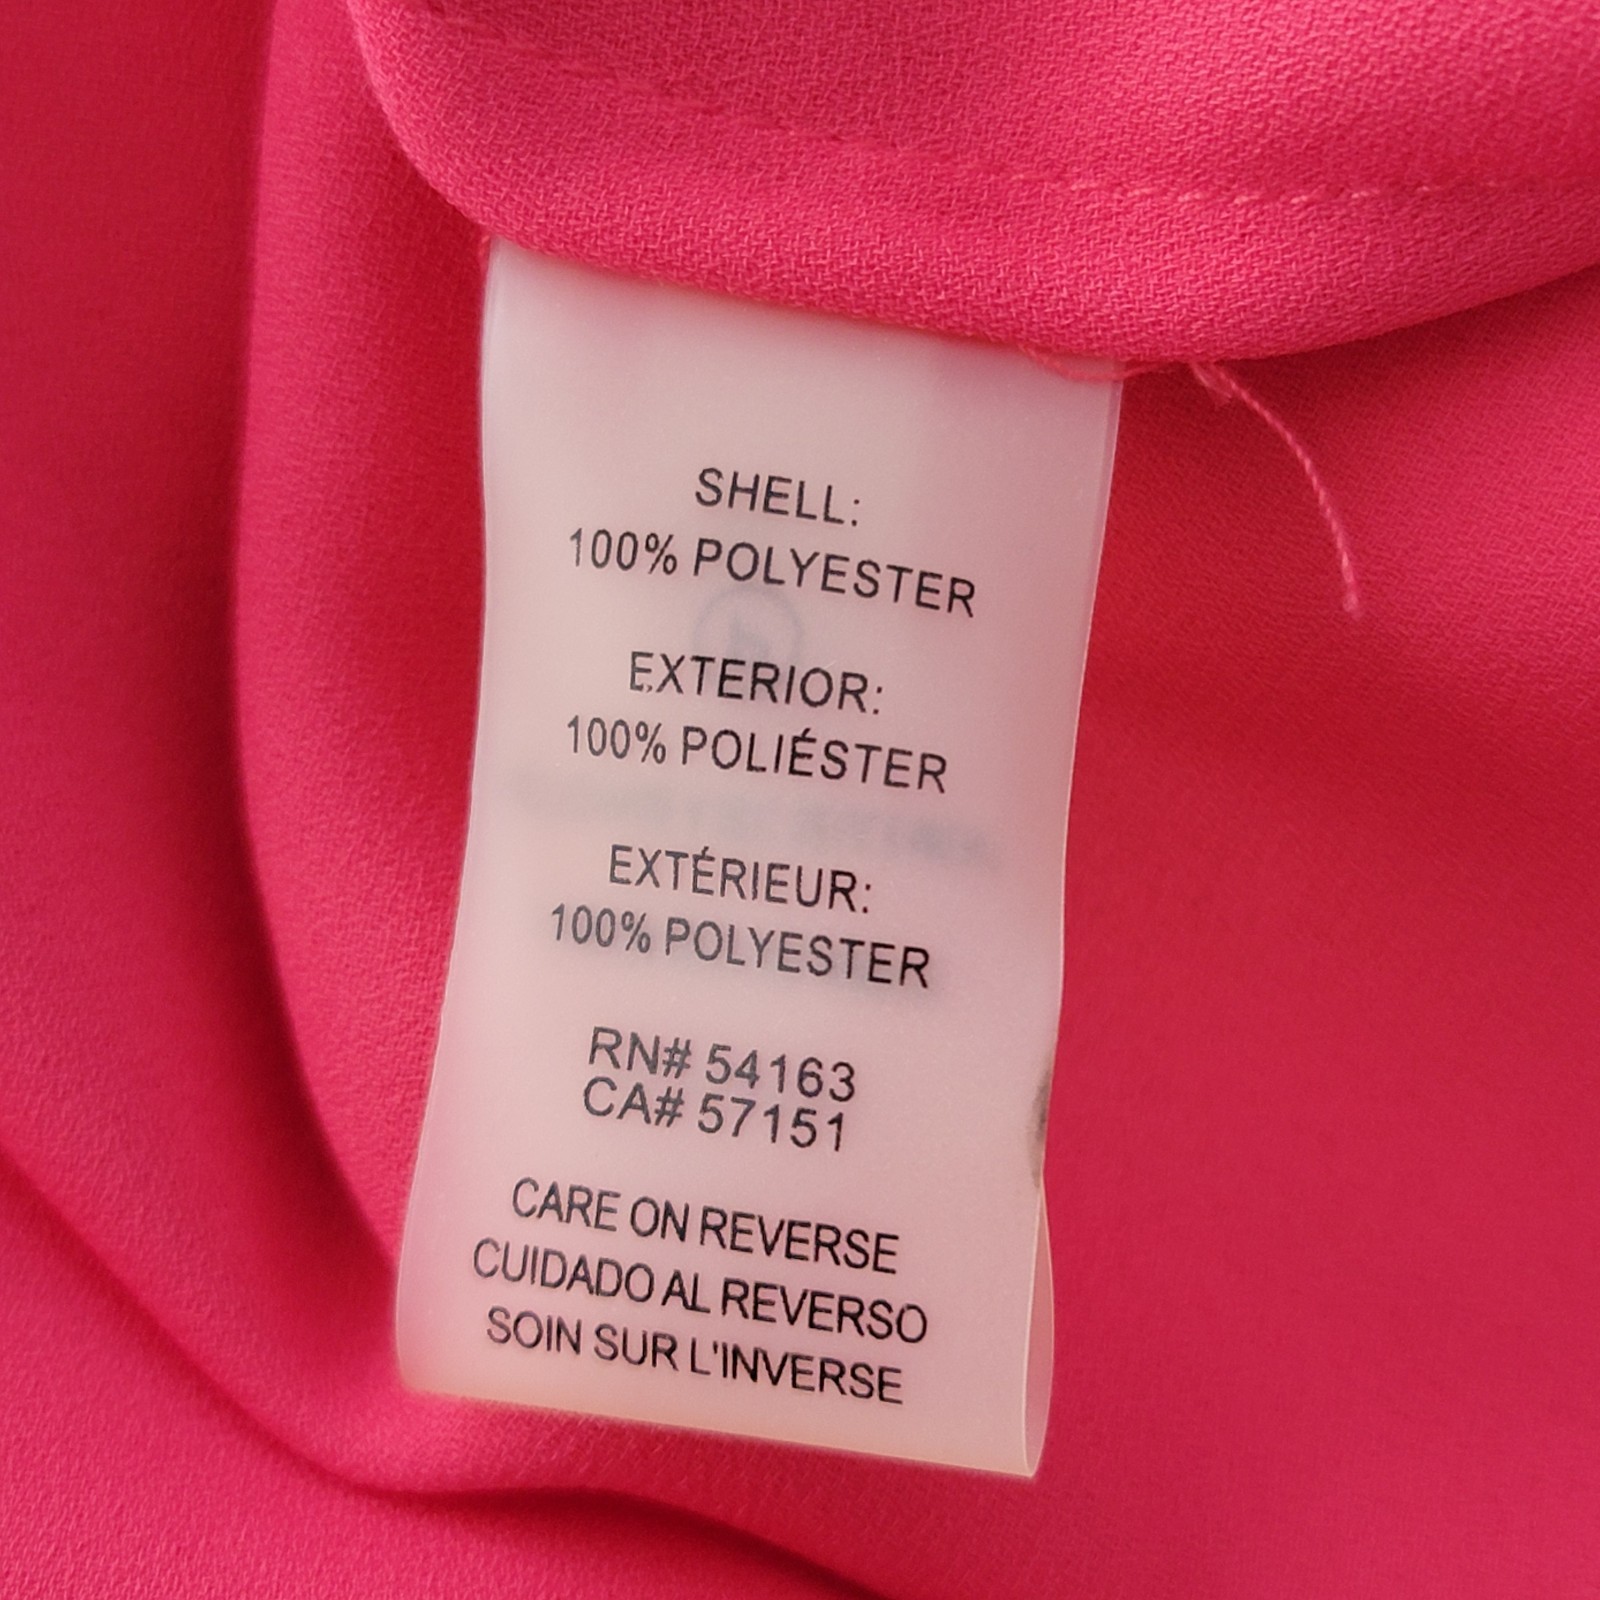 SHELL:
100% POLYESTER
EXTERIOR:
100% POLIÉSTER
EXTÉRIEUR:
100% POLYESTER
RN# 54163
CA# 57151
CARE ON REVERSE
CUIDADO AL REVERSO
SOIN SUR L'INVERSE